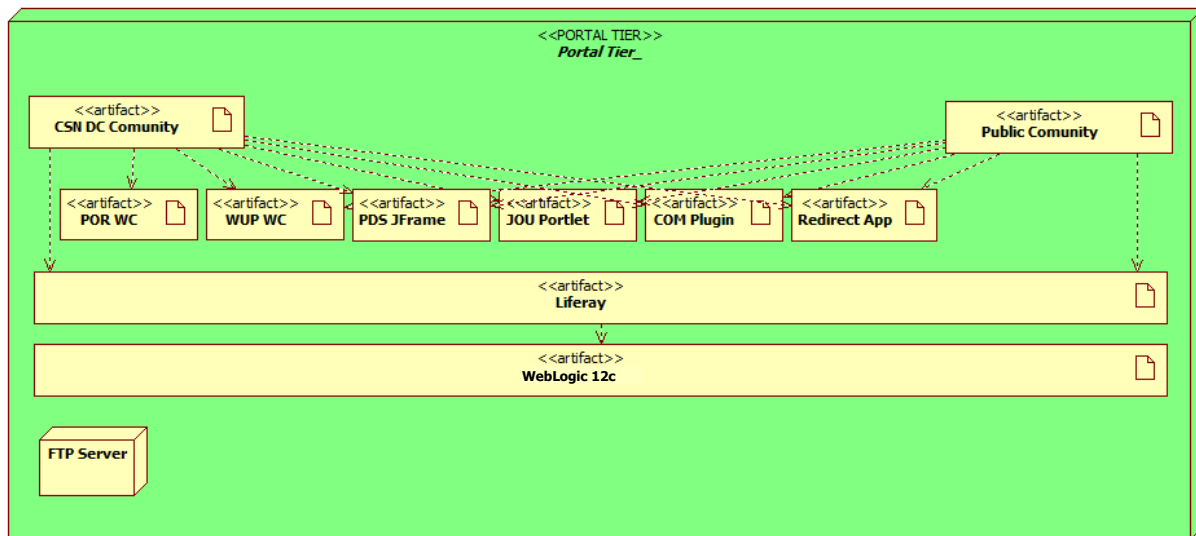 <<PORTAL TIER>>
Portal Tier_
<<artifact>>
CSN DC Comunity
<<artifact>>
Public Comunity
<<artifact>>
POR WC
<<artifact>>
WUP WC
<<artifact>>
PDS JFrame
<<artifact>>
JOU Portlet
<<artifact>>
COM Plugin
<<artifact>>
Redirect App
<<artifact>>
Liferay
<<artifact>>
WebLogic 12c
FTP Server